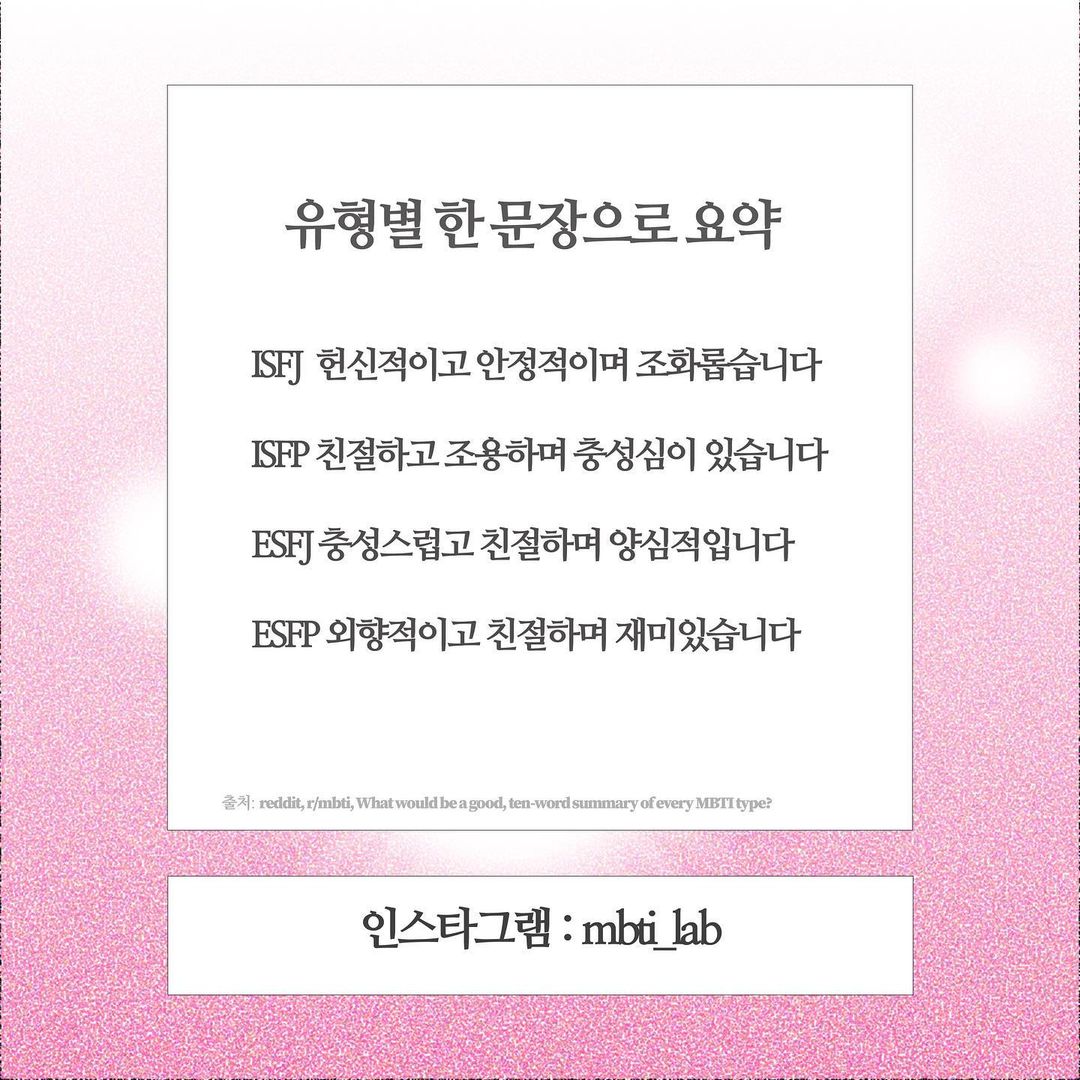 유형별 한 문장으로 요약
ISFJ 헌신적이고 안정적이며 조화롭습니다
ISFP 친절하고 조용하며 충성심이 있습니다
ESFJ 충성스럽고 친절하며 양심적입니다
ESFP 외향적이고 친절하며 재미있습니다
출처: reddit, r/mbti, What would be a good, ten-word summary of every MBTI type?
인스타그램 : mbti_lab